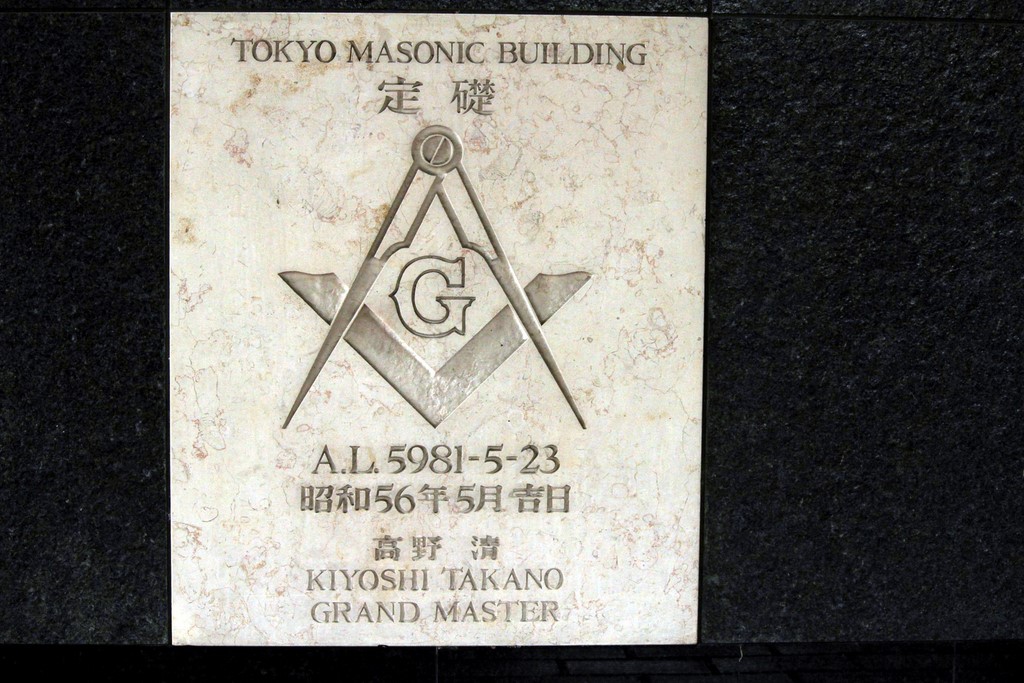 TOKYO MASONIC BUILDING
定礎
G
A.L. 5981-5-23
昭和56年5月吉日
高野 清
KIYOSHI TAKANO
GRAND MASTER